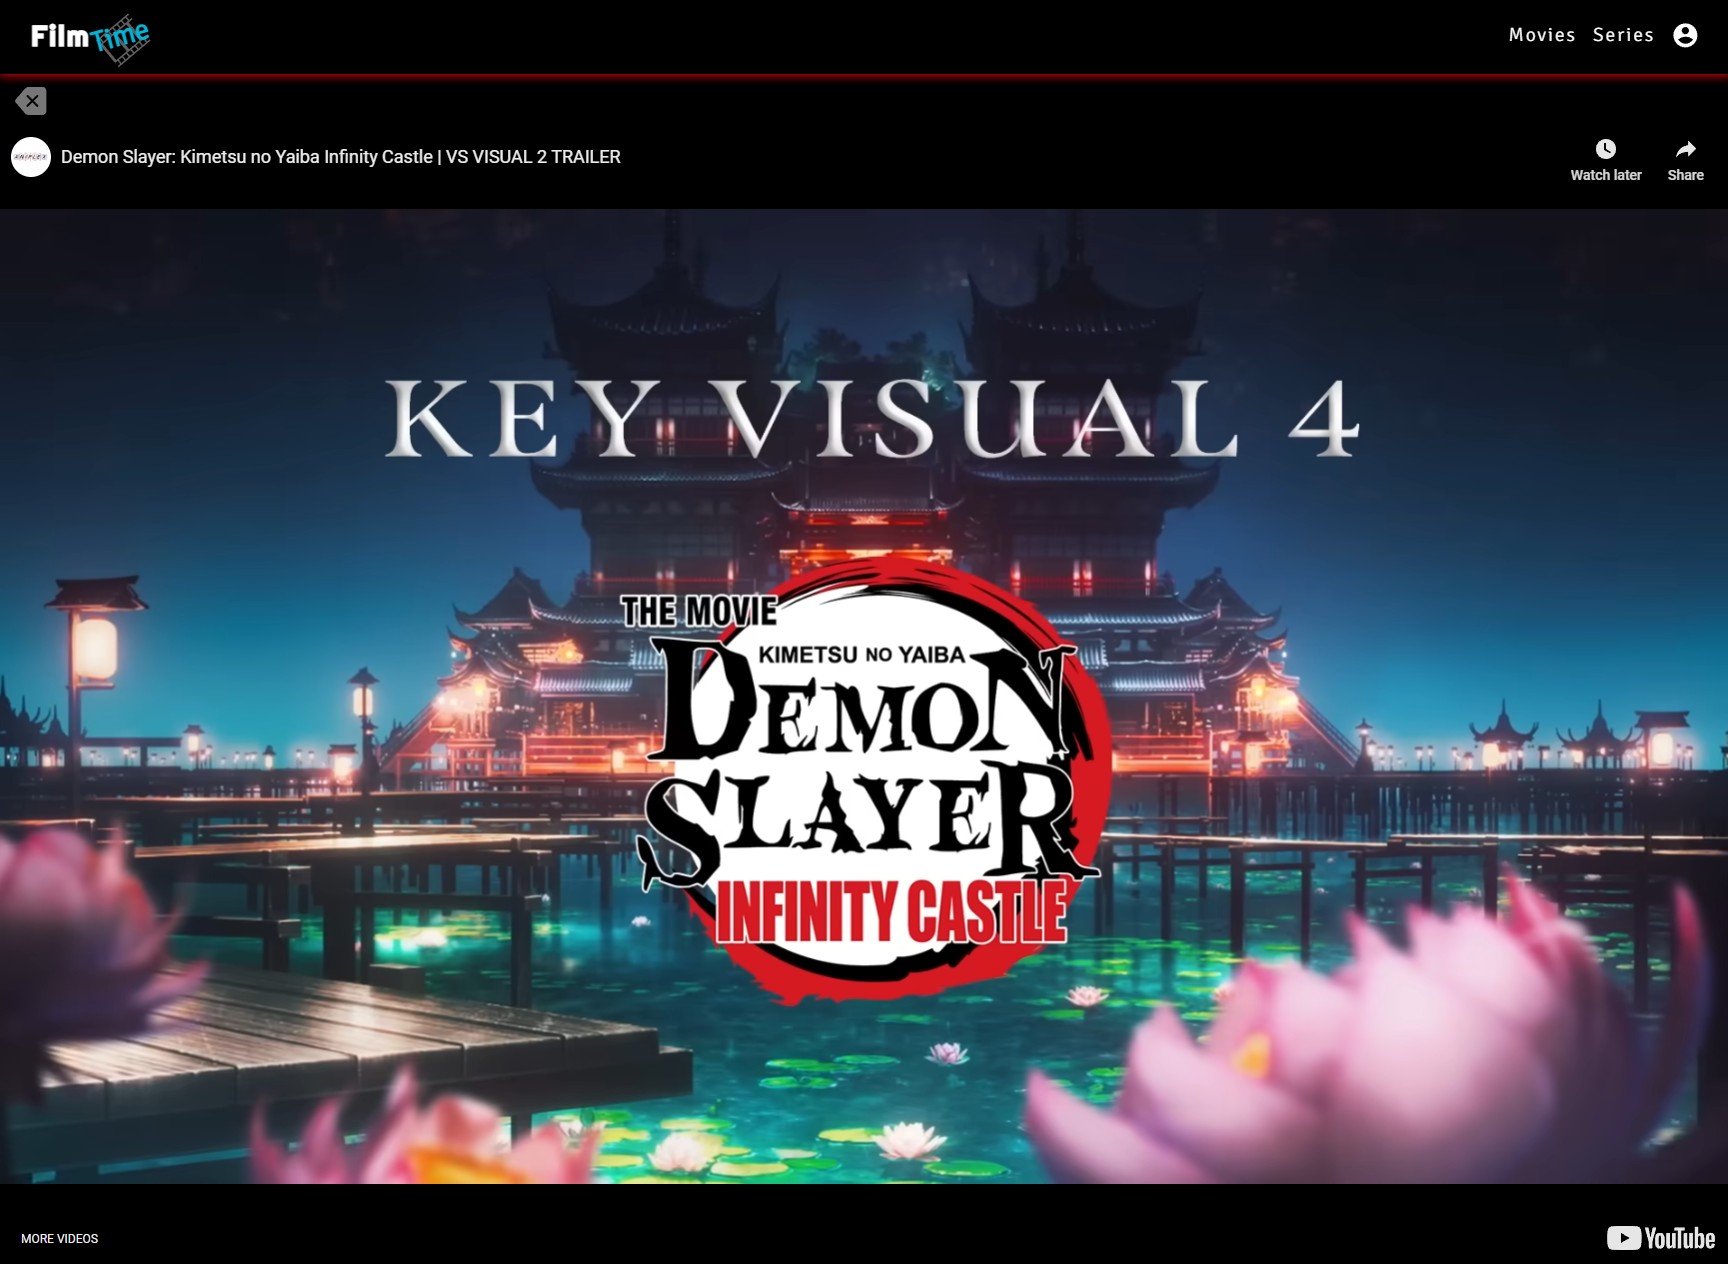 Film Time
Movies Series
ANIPLEX
Demon Slayer: Kimetsu no Yaiba Infinity Castle | VS VISUAL 2 TRAILER
Watch later
Share
KEY VISUAL 4
THE MOVIE
KIMETSU NO YAIBA
DEMON
SLAYER
INFINITY CASTLE
MORE VIDEOS
YouTube